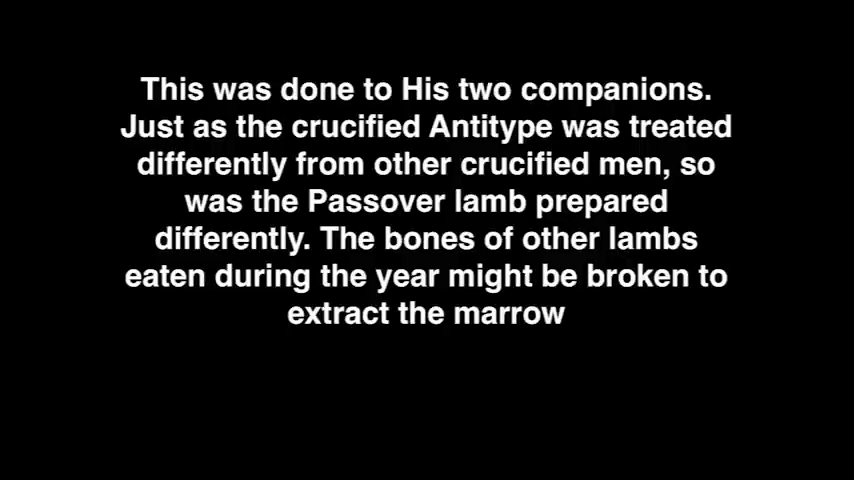 This was done to His two companions.
Just as the crucified Antitype was treated
differently from other crucified men, so
was the Passover lamb prepared
differently. The bones of other lambs
eaten during the year might be broken to
extract the marrow